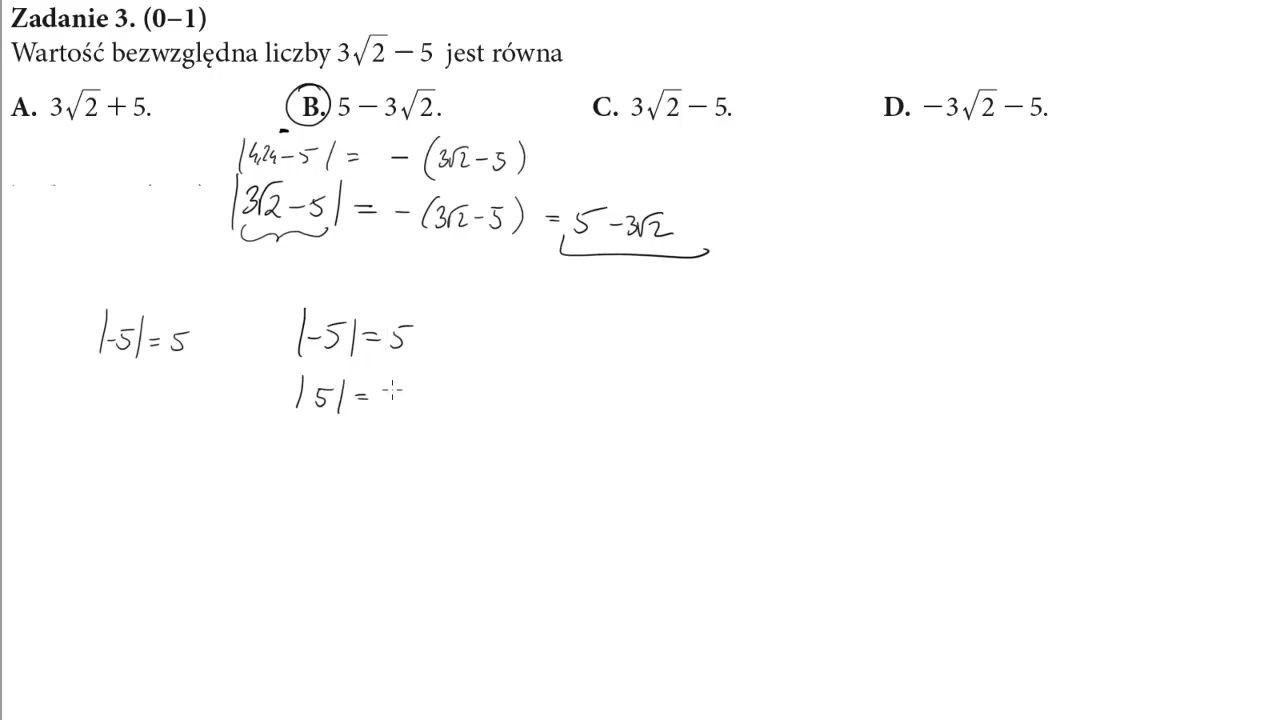 Zadanie 3. (0–1)
Wartość bezwzględna liczby 3√2 − 5 jest równa
A. 3√2 + 5. B. 5 − 3√2. C. 3√2 − 5. D. −3√2 − 5.
|4,24 − 5| = − (3√2 − 5)
|3√2 − 5| = − (3√2 − 5) = 5 − 3√2
|−5| = 5 |−5| = 5
|5| =